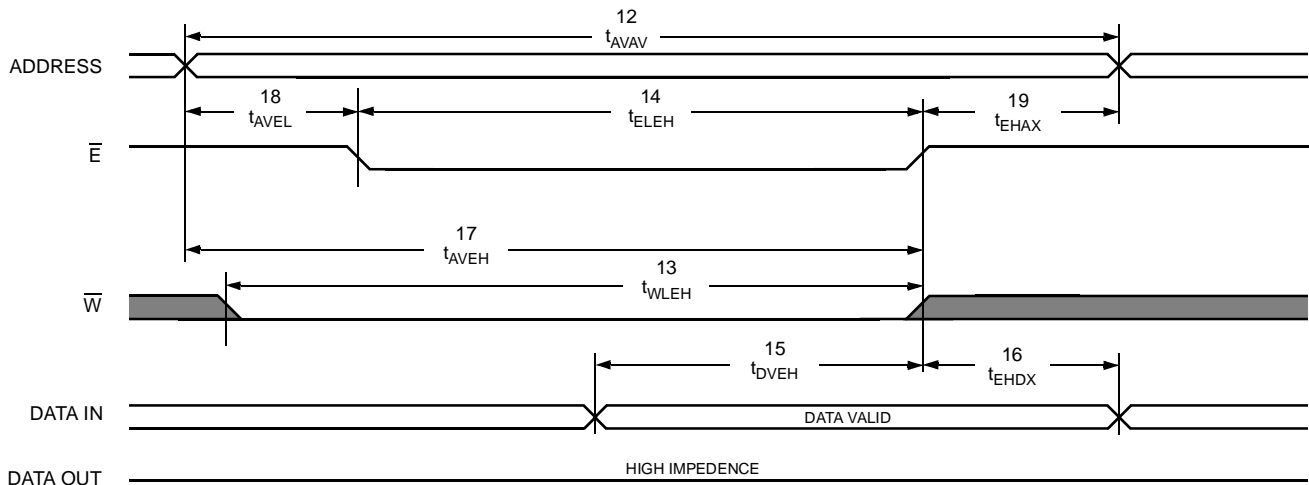 12
tAVAV
ADDRESS
18
tAVEL
14
tELEH
19
tEHAX
E̅
17
tAVEH
13
tWLEH
W̅
15
tDVEH
16
tEHDX
DATA IN
DATA VALID
DATA OUT
HIGH IMPEDENCE